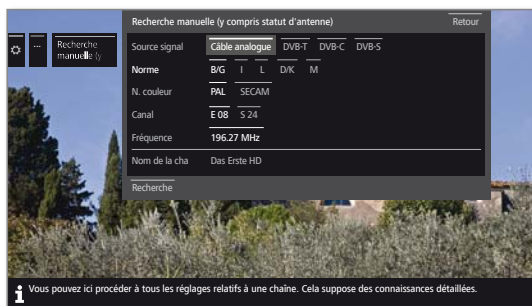 Recherche manuelle (y compris statut d'antenne) Retour
... Recherche
manuelle (y
Source signal Câble analogue DVB-T DVB-C DVB-S
Norme B/G I L D/K M
N. couleur PAL SECAM
Canal E 08 S 24
Fréquence 196.27 MHz
Nom de la cha Das Erste HD
Recherche
i Vous pouvez ici procéder à tous les réglages relatifs à une chaîne. Cela suppose des connaissances détaillées.